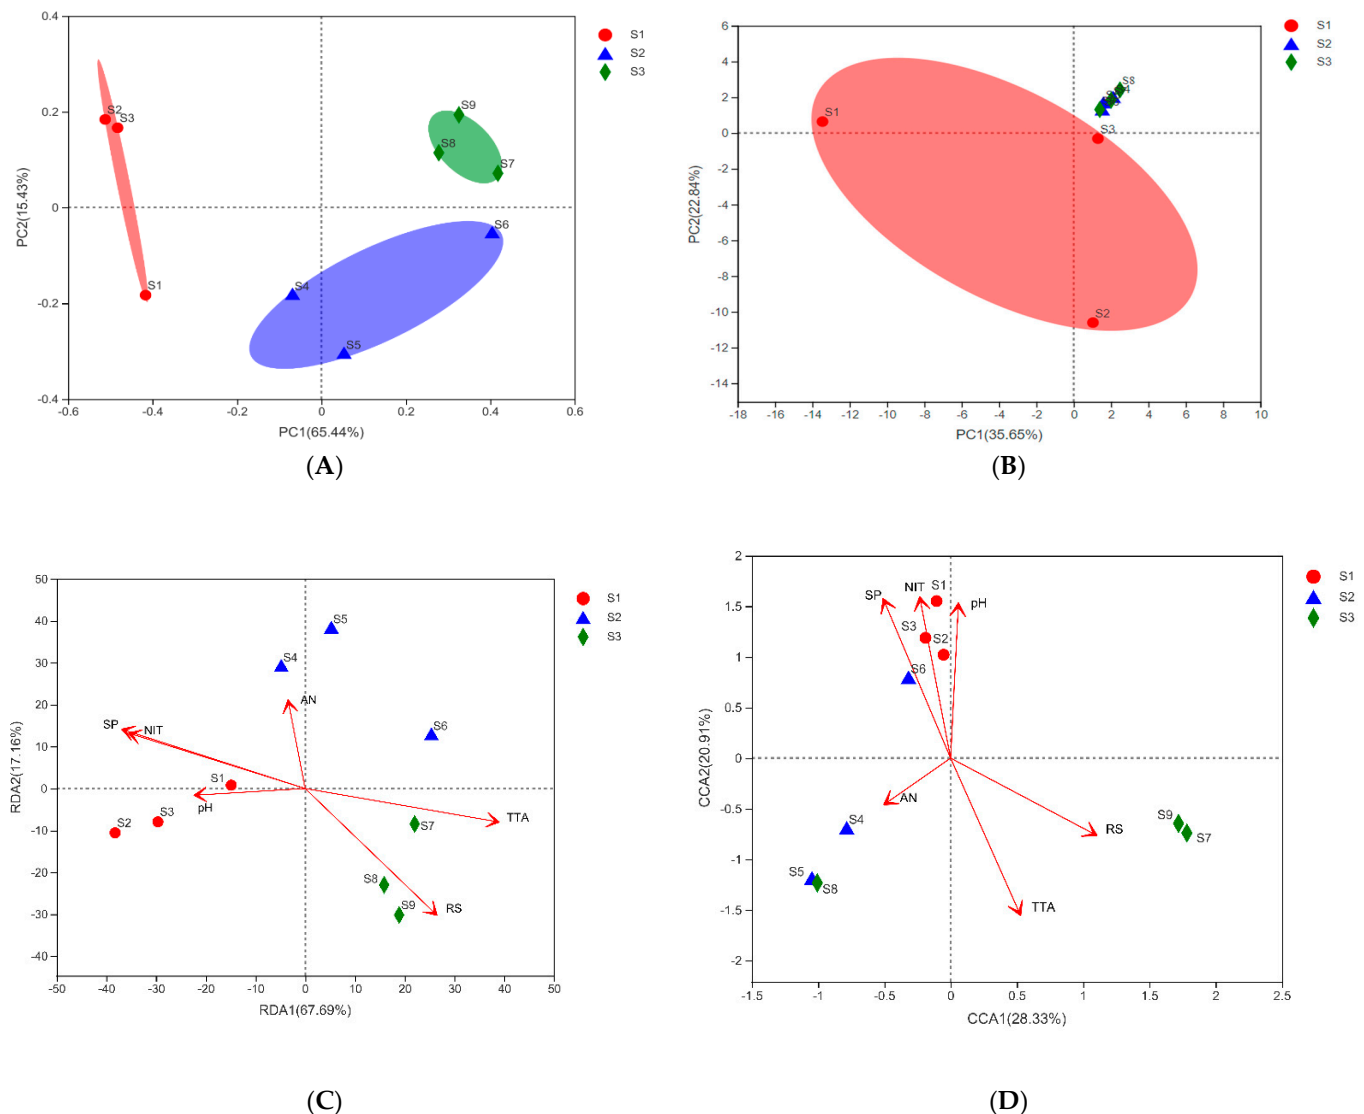 0.4
0.2
0
-0.2
-0.4
PC2(15.43%)
S2
S3
S1
S9
S8
S7
S6
S4
S5
-0.6
-0.4
-0.2
0
0.2
0.4
0.6
PC1(65.44%)
S1
S2
S3
(A)
6
4
2
0
-2
-4
-6
-8
-10
-12
-14
PC2(22.84%)
S1
S8
S3
S2
-18
-16
-14
-12
-10
-8
-6
-4
-2
0
2
4
6
8
10
PC1(35.65%)
S1
S2
S3
(B)
50
40
30
20
10
0
-10
-20
-30
-40
RDA2(17.16%)
S5
S4
AN
SP
NIT
S6
S1
pH
S3
S2
S7
TTA
S8
S9
RS
-50
-40
-30
-20
-10
0
10
20
30
40
50
RDA1(67.69%)
S1
S2
S3
(C)
2
1.5
1
0.5
0
-0.5
-1
-1.5
-2
CCA2(20.91%)
SP
NIT
S1
pH
S3
S2
S6
AN
S4
S5
S8
RS
S9
S7
TTA
-1.5
-1
-0.5
0
0.5
1
1.5
2
2.5
CCA1(28.33%)
S1
S2
S3
(D)